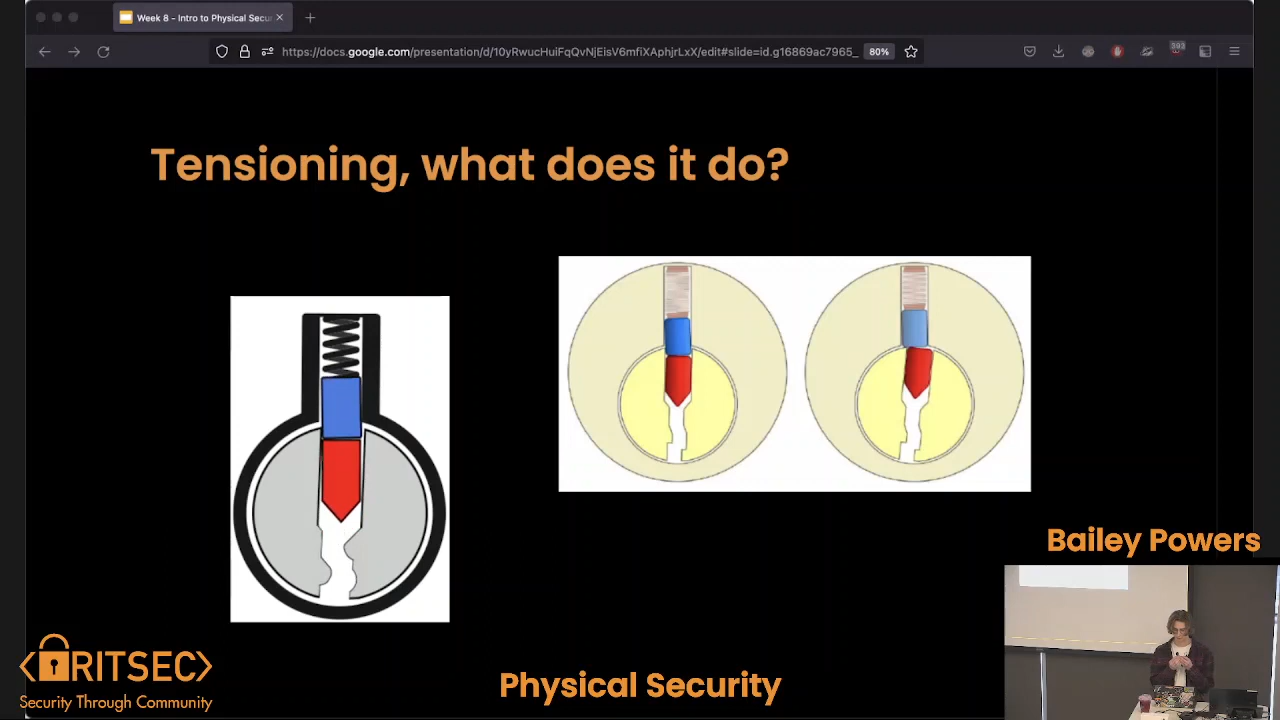 Week 8 - Intro to Physical Secu
https://docs.google.com/presentation/d/10yRwucHuiFqQvNjEisV6mfiXAphjrLxX/edit#slide=id.g16869ac7965_
80%
393
Tensioning, what does it do?
Bailey Powers
RITSEC
Security Through Community
Physical Security